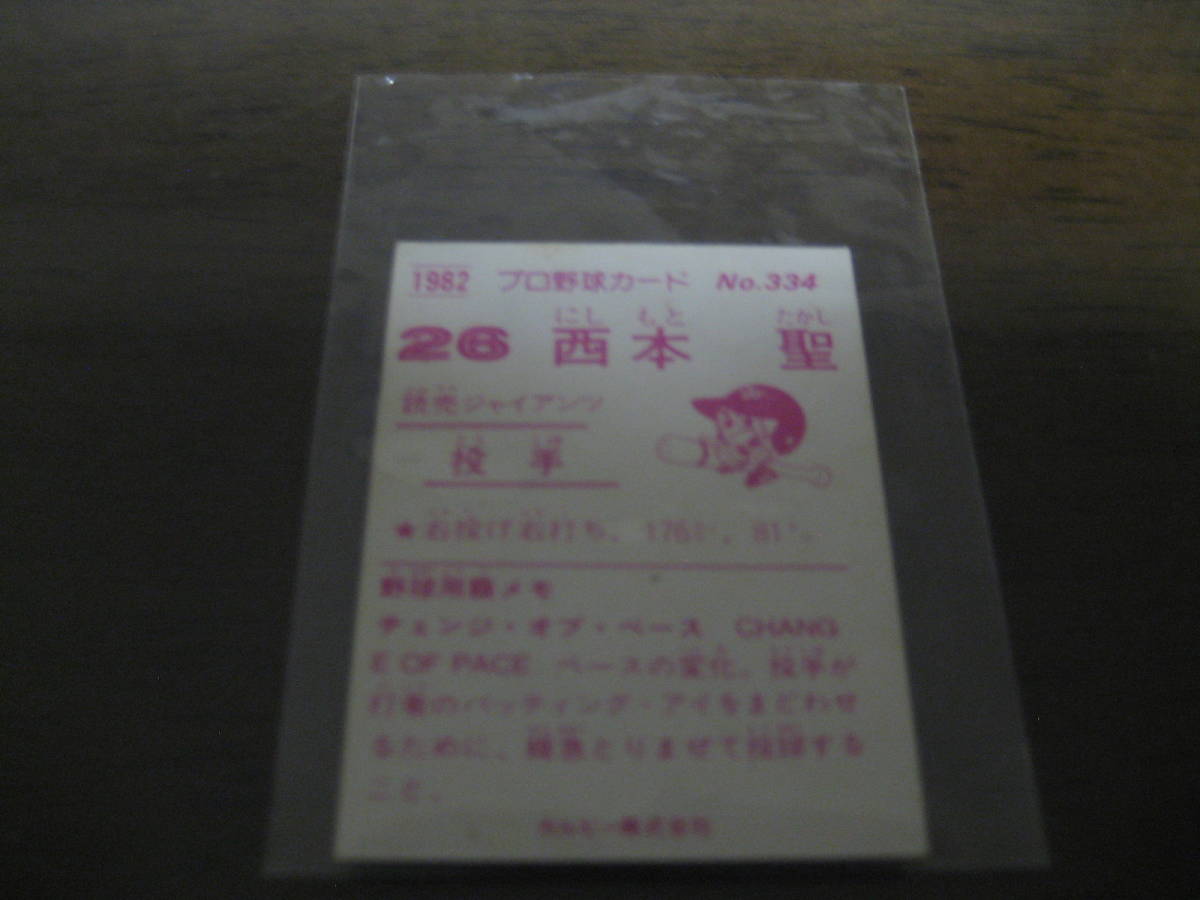 1982 プロ野球カード No.334
にし もと たかし
26 西本 聖
読売ジャイアンツ
投手
★右投げ右打ち、176㌢、81㌔。
野球用語メモ
チェンジ・オブ・ペース CHANG
E OF PACE ペースの変化。投手が
打者のバッティング・アイをまどわせ
るために、緩急とりまぜて投球する
こと。
カルビー株式会社